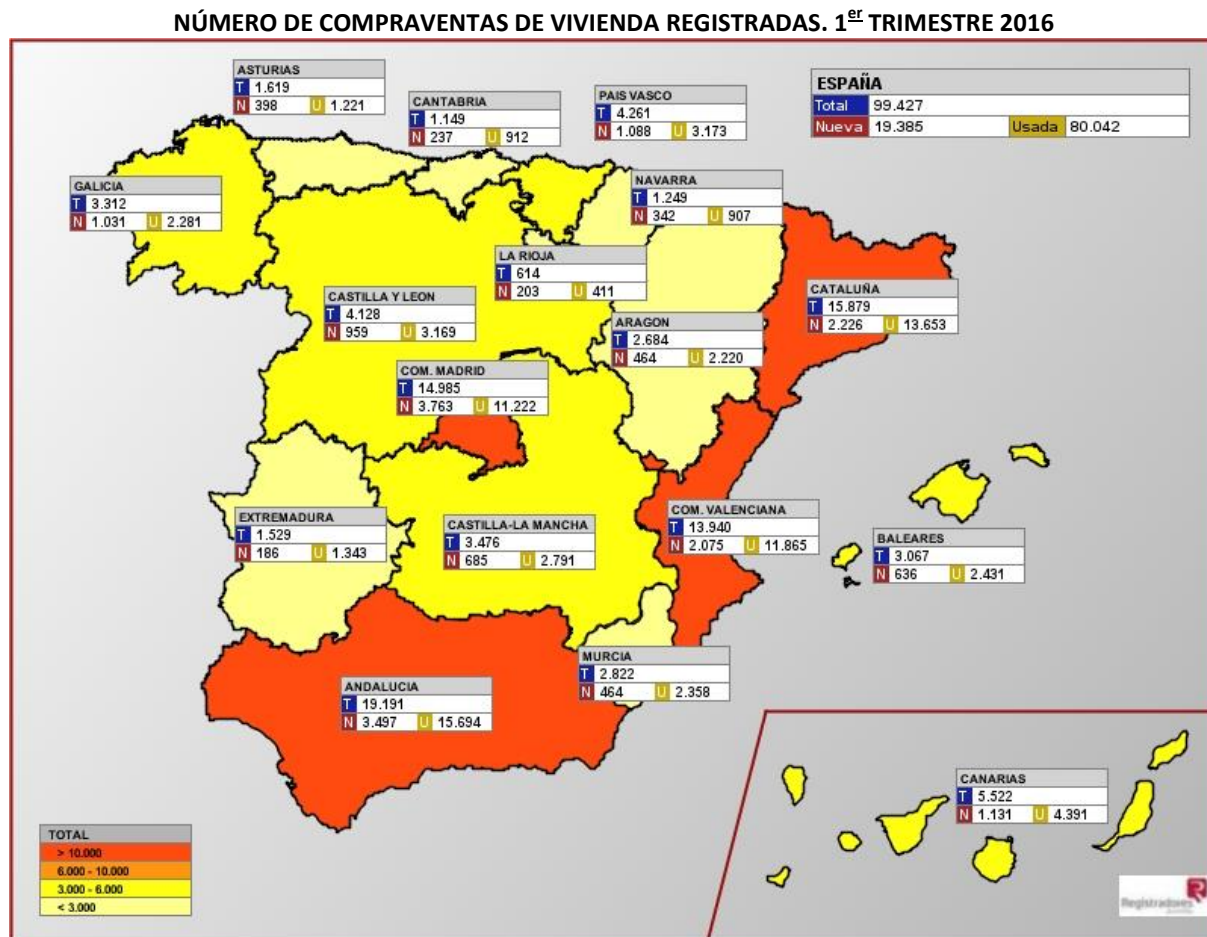 NÚMERO DE COMPRAVENTAS DE VIVIENDA REGISTRADAS. 1er TRIMESTRE 2016
ASTURIAS
T 1.619
N 398 U 1.221
CANTABRIA
T 1.149
N 237 U 912
PAIS VASCO
T 4.261
N 1.088 U 3.173
ESPAÑA
Total 99.427
Nueva 19.385 Usada 80.042
GALICIA
T 3.312
N 1.031 U 2.281
NAVARRA
T 1.249
N 342 U 907
LA RIOJA
T 614
N 203 U 411
CASTILLA Y LEON
T 4.128
N 959 U 3.169
CATALUÑA
T 15.879
N 2.226 U 13.653
ARAGON
T 2.684
N 464 U 2.220
COM. MADRID
T 14.985
N 3.763 U 11.222
EXTREMADURA
T 1.529
N 186 U 1.343
CASTILLA-LA MANCHA
T 3.476
N 685 U 2.791
COM. VALENCIANA
T 13.940
N 2.075 U 11.865
BALEARES
T 3.067
N 636 U 2.431
MURCIA
T 2.822
N 464 U 2.358
ANDALUCIA
T 19.191
N 3.497 U 15.694
CANARIAS
T 5.522
N 1.131 U 4.391
TOTAL
> 10.000
6.000 - 10.000
3.000 - 6.000
< 3.000
Registradores